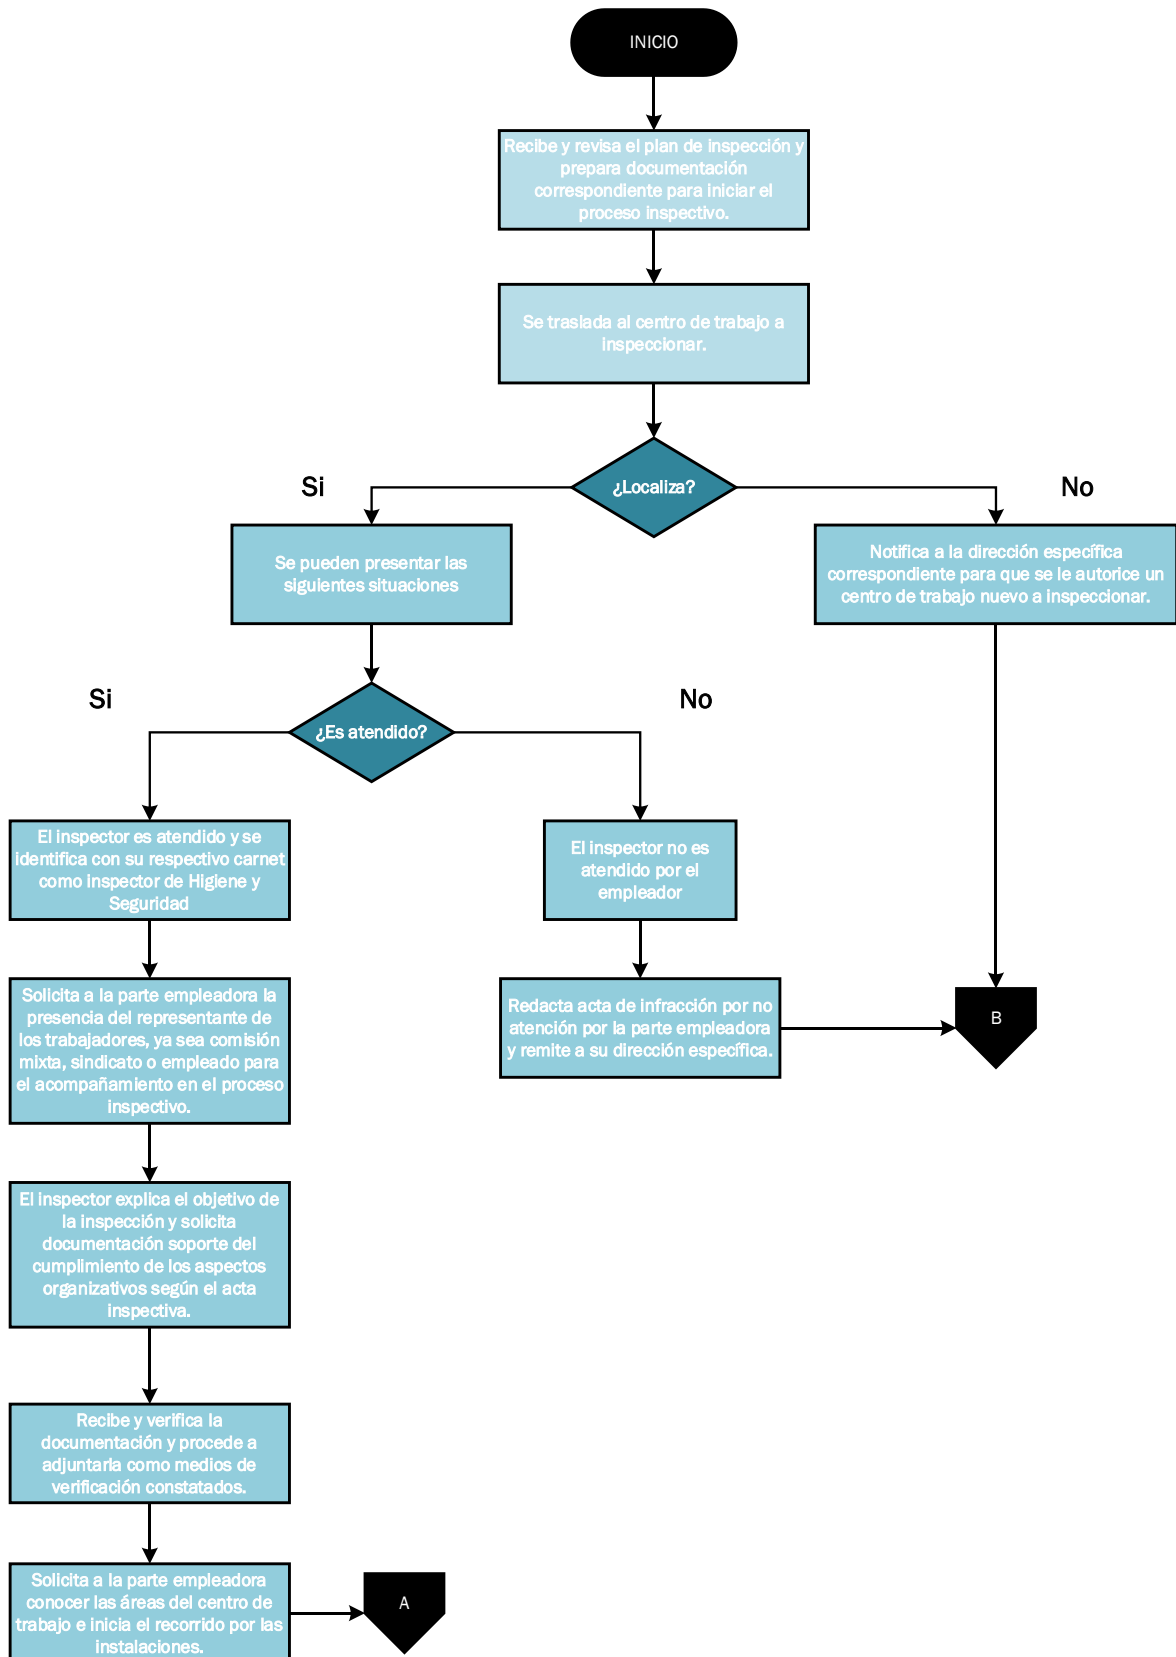 INICIO
Recibe y revisa el plan de inspección y
prepara documentación
correspondiente para iniciar el
proceso inspectivo.
Se traslada al centro de trabajo a
inspeccionar.
¿Localiza?
Si
No
Se pueden presentar las
siguientes situaciones
Notifica a la dirección específica
correspondiente para que se le autorice un
centro de trabajo nuevo a inspeccionar.
¿Es atendido?
Si
No
El inspector es atendido y se
identifica con su respectivo carnet
como inspector de Higiene y
Seguridad
El inspector no es
atendido por el
empleador
Solicita a la parte empleadora la
presencia del representante de
los trabajadores, ya sea comisión
mixta, sindicato o empleado para
el acompañamiento en el proceso
inspectivo.
Redacta acta de infracción por no
atención por la parte empleadora
y remite a su dirección específica.
B
El inspector explica el objetivo de
la inspección y solicita
documentación soporte del
cumplimiento de los aspectos
organizativos según el acta
inspectiva.
Recibe y verifica la
documentación y procede a
adjuntarla como medios de
verificación constatados.
Solicita a la parte empleadora
conocer las áreas del centro de
trabajo e inicia el recorrido por las
instalaciones.
A